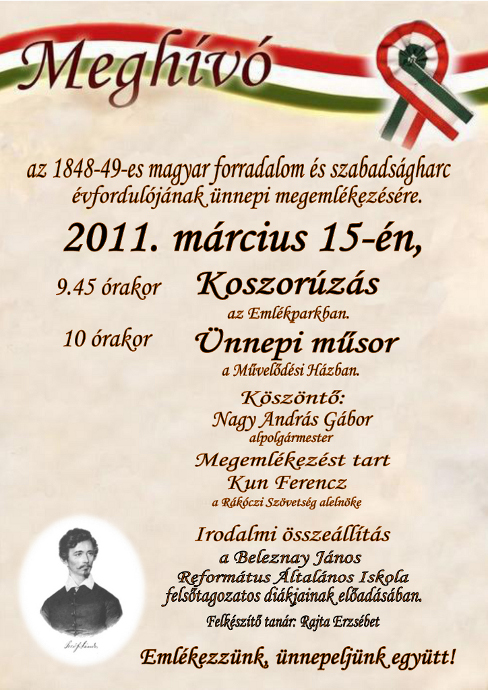 Meghívó
az 1848-49-es magyar forradalom és szabadságharc
évfordulójának ünnepi megemlékezésére.
2011. március 15-én,
9.45 órakor Koszorúzás
az Emlékparkban.
10 órakor Ünnepi műsor
a Művelődési Házban.
Köszöntő:
Nagy András Gábor
alpolgármester
Megemlékezést tart
Kun Ferencz
a Rákóczi Szövetség alelnöke
Irodalmi összeállítás
a Beleznay János
Református Általános Iskola
felsőtagozatos diákjainak előadásában.
Felkészítő tanár: Rajta Erzsébet
Emlékezzünk, ünnepeljünk együtt!